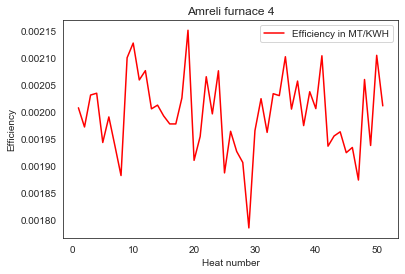 Amreli furnace 4
Efficiency in MT/KWH
0.00215
0.00210
0.00205
0.00200
0.00195
0.00190
0.00185
0.00180
Efficiency
0 10 20 30 40 50
Heat number